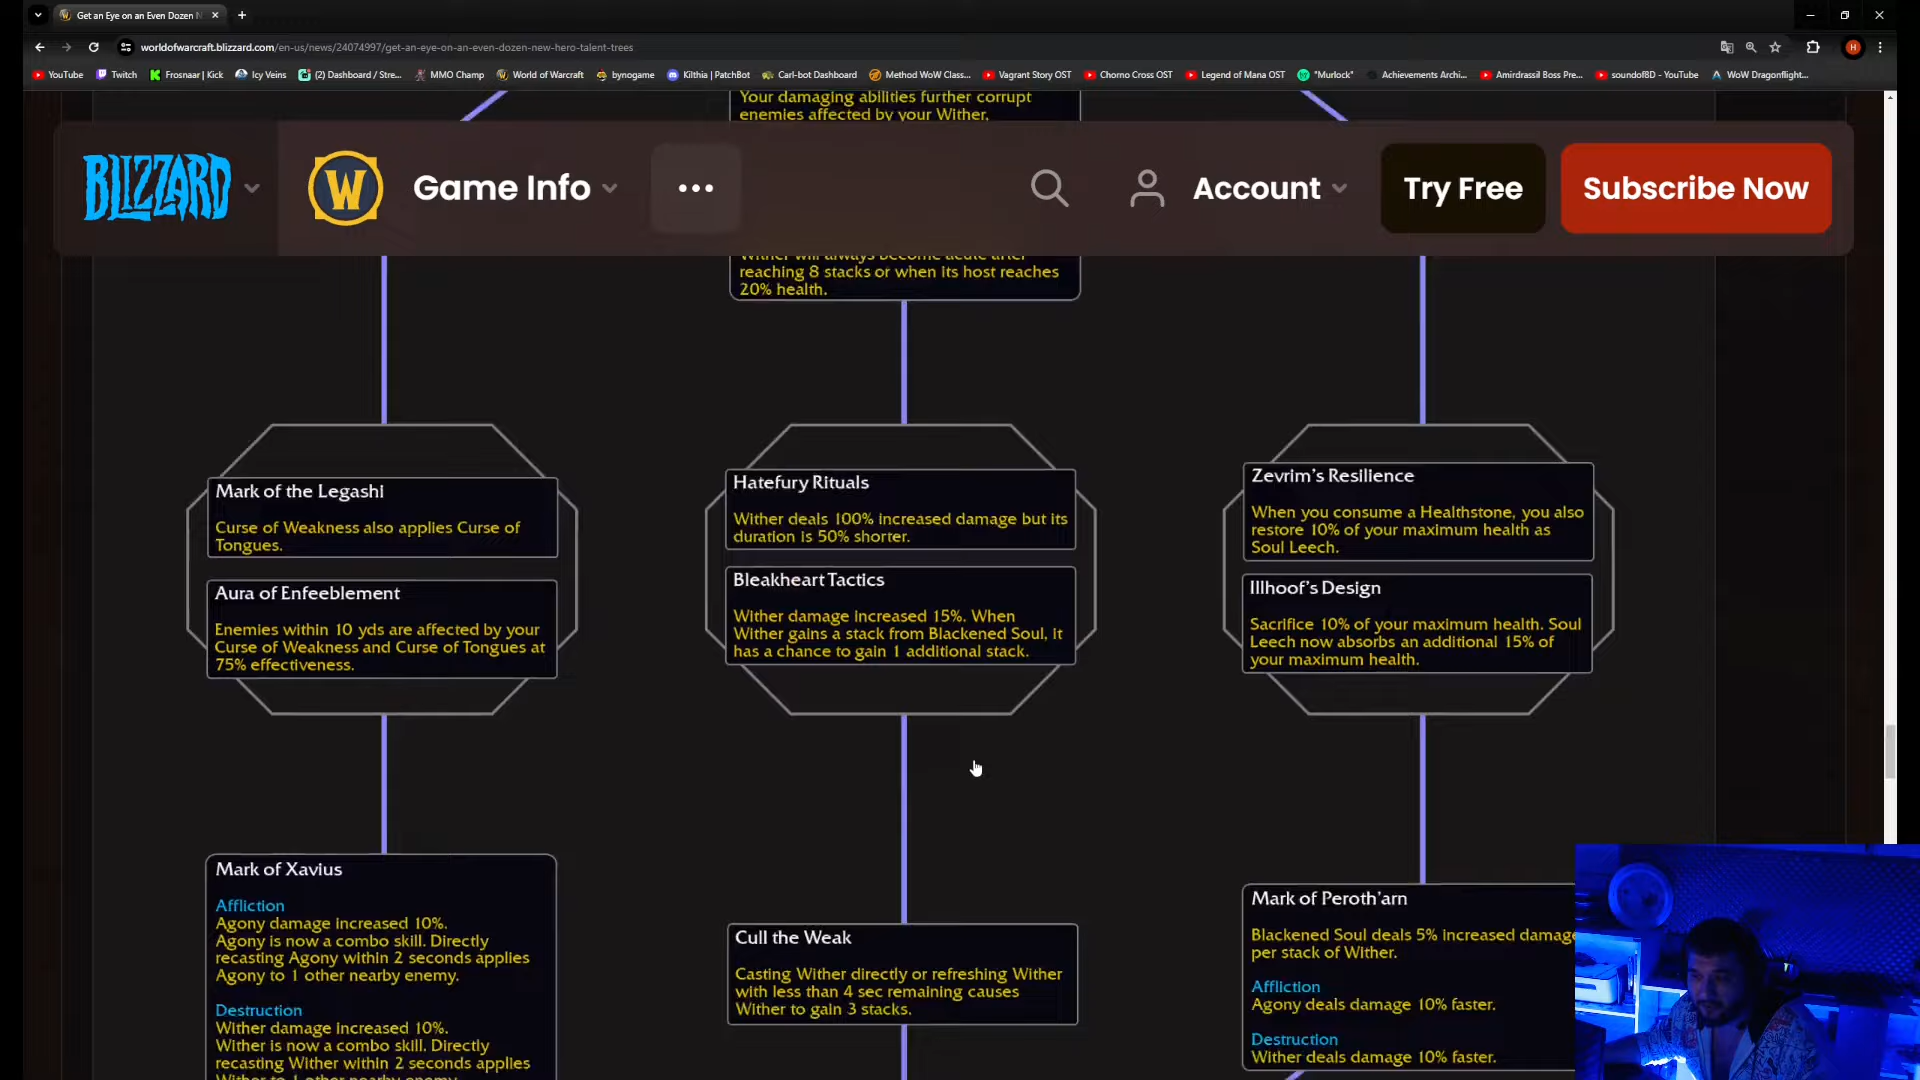 Get an Eye on an Even Dozen N
worldofwarcraft.blizzard.com/en-us/news/24074997/get-an-eye-on-an-even-dozen-new-hero-talent-trees
H
YouTube
Twitch
Frosnaar | Kick
Icy Veins
(2) Dashboard / Stre...
MMO Champ
World of Warcraft
bynogame
Kilthia | PatchBot
Carl-bot Dashboard
Method WoW Class...
Vagrant Story OST
Chorno Cross OST
Legend of Mana OST
"Murlock"
Achievements Archi...
Amirdrassil Boss Pre...
soundofBD - YouTube
WoW Dragonflight...
Your damaging abilities further corrupt
enemies affected by your Wither,
BLIZZARD
W
Game Info
Account
Try Free
Subscribe Now
Wither will always become acute after
reaching 8 stacks or when its host reaches
20% health.
Mark of the Legashi
Curse of Weakness also applies Curse of
Tongues.
Aura of Enfeeblement
Enemies within 10 yds are affected by your
Curse of Weakness and Curse of Tongues at
75% effectiveness.
Hatefury Rituals
Wither deals 100% increased damage but its
duration is 50% shorter.
Bleakheart Tactics
Wither damage increased 15%. When
Wither gains a stack from Blackened Soul, it
has a chance to gain 1 additional stack.
Zevrim's Resilience
When you consume a Healthstone, you also
restore 10% of your maximum health as
Soul Leech.
Illhoof's Design
Sacrifice 10% of your maximum health. Soul
Leech now absorbs an additional 15% of
your maximum health.
Mark of Xavius
Affliction
Agony damage increased 10%.
Agony is now a combo skill. Directly
recasting Agony within 2 seconds applies
Agony to 1 other nearby enemy.
Destruction
Wither damage increased 10%.
Wither is now a combo skill. Directly
recasting Wither within 2 seconds applies
Wither to 1 other nearby enemy.
Cull the Weak
Casting Wither directly or refreshing Wither
with less than 4 sec remaining causes
Wither to gain 3 stacks.
Mark of Peroth'arn
Blackened Soul deals 5% increased damage
per stack of Wither.
Affliction
Agony deals damage 10% faster.
Destruction
Wither deals damage 10% faster.